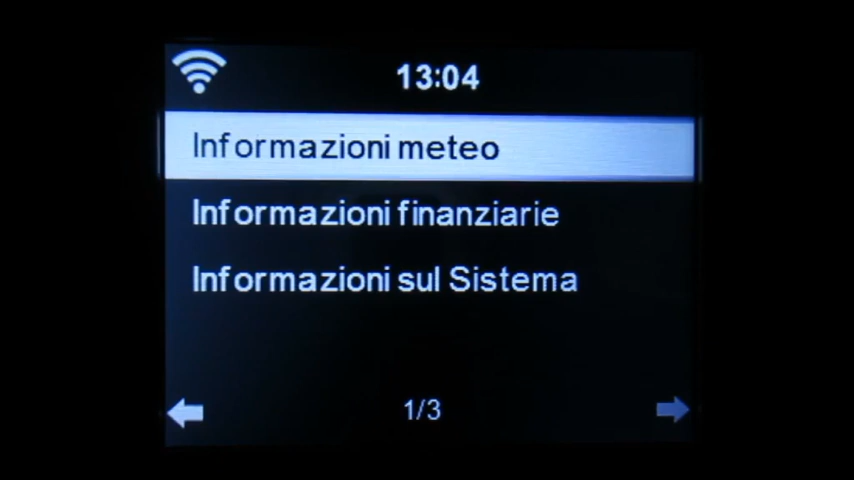 13:04
Informazioni meteo
Informazioni finanziarie
Informazioni sul Sistema
1/3